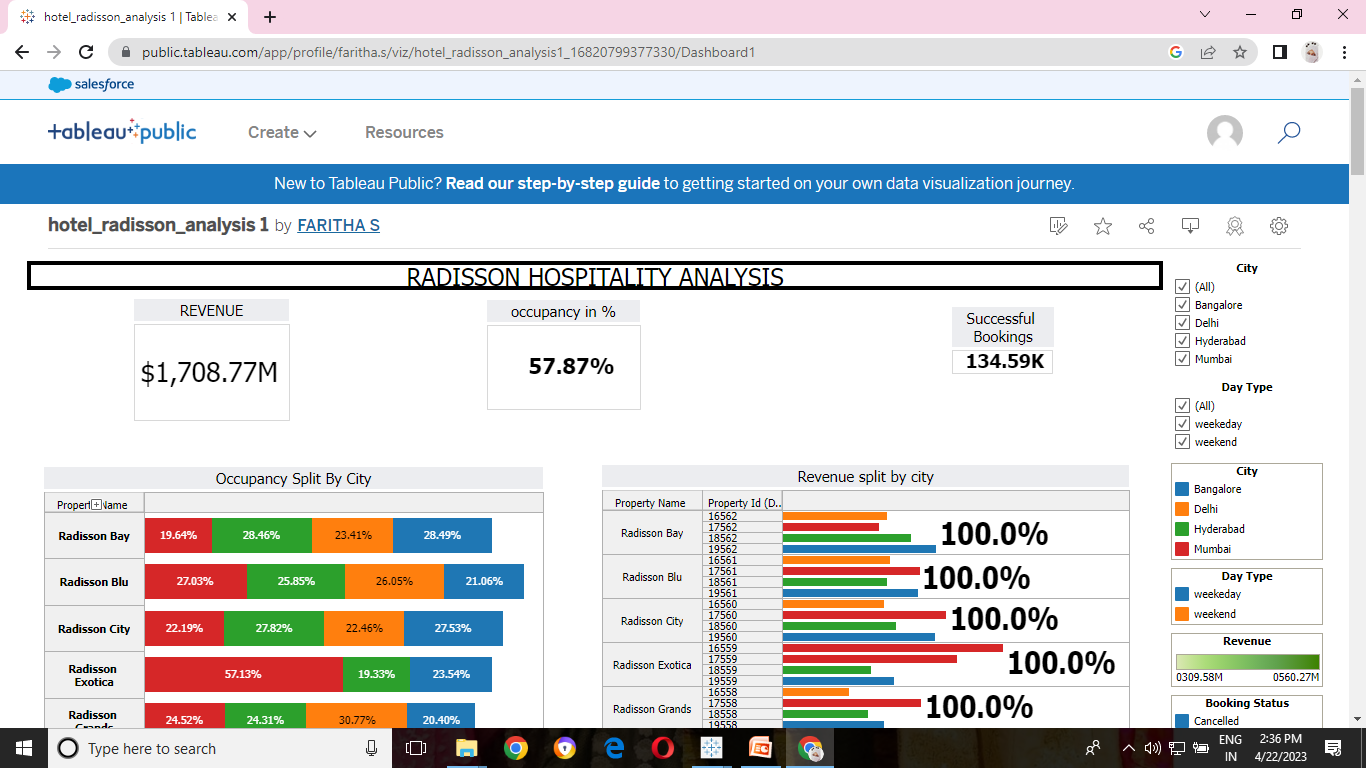 hotel_radisson_analysis 1 | Tablea
public.tableau.com/app/profile/faritha.s/viz/hotel_radisson_analysis1_16820799377330/Dashboard1
salesforce
+tableau public
Create
Resources
New to Tableau Public? Read our step-by-step guide to getting started on your own data visualization journey.
hotel_radisson_analysis 1 by FARITHA S
RADISSON HOSPITALITY ANALYSIS
REVENUE
$1,708.77M
occupancy in %
57.87%
Successful
Bookings
134.59K
City
(All)
Bangalore
Delhi
Hyderabad
Mumbai
Day Type
(All)
weekeday
weekend
Occupancy Split By City
Radisson Bay 19.64% 28.46% 23.41% 28.49%
Radisson Blu 27.03% 25.85% 26.05% 21.06%
Radisson City 22.19% 27.82% 22.46% 27.53%
Radisson
Exotica
57.13% 19.33% 23.54%
Radisson
Grands
24.52% 24.31% 30.77% 20.40%
Revenue split by city
Property Name Property Id (D..
Radisson Bay
16562
17562
18562
19562
100.0%
Radisson Blu
16561
17561
18561
19561
100.0%
Radisson City
16560
17560
18560
19560
100.0%
Radisson Exotica
16559
17559
18559
19559
100.0%
Radisson Grands
16558
17558
18558
19558
100.0%
City
Bangalore
Delhi
Hyderabad
Mumbai
Day Type
weekeday
weekend
Revenue
0309.58M 0560.27M
Booking Status
Cancelled
Type here to search
ENG
IN
2:36 PM
4/22/2023